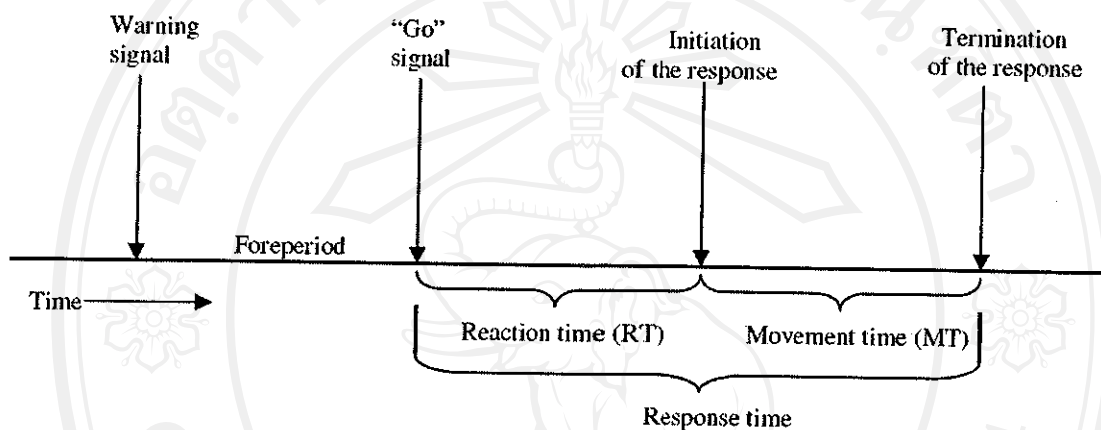 Warning
signal
“Go”
signal
Initiation
of the response
Termination
of the response
Foreperiod
Time
Reaction time (RT)
Movement time (MT)
Response time